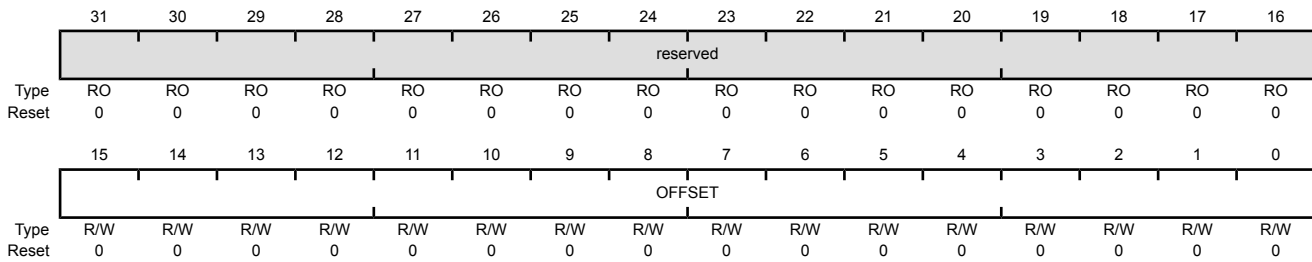 31 30 29 28 27 26 25 24 23 22 21 20 19 18 17 16
reserved
Type RO RO RO RO RO RO RO RO RO RO RO RO RO RO RO RO
Reset 0 0 0 0 0 0 0 0 0 0 0 0 0 0 0 0
15 14 13 12 11 10 9 8 7 6 5 4 3 2 1 0
OFFSET
Type R/W R/W R/W R/W R/W R/W R/W R/W R/W R/W R/W R/W R/W R/W R/W R/W
Reset 0 0 0 0 0 0 0 0 0 0 0 0 0 0 0 0